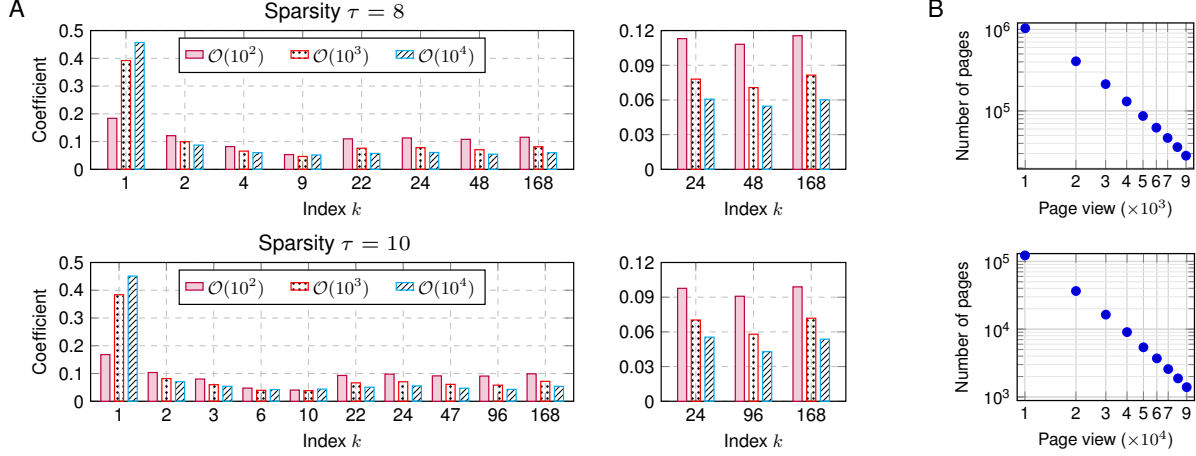 A
Sparsity τ = 8
Coefficient
0.5
0.4
0.3
0.2
0.1
0
𝒪(10²) 𝒪(10³) 𝒪(10⁴)
1 2 4 9 22 24 48 168
Index k
0.12
0.09
0.06
0.03
0
24 48 168
Index k
B
Number of pages
10⁶
10⁵
1 2 3 4 5 6 7 9
Page view (×10³)
Sparsity τ = 10
Coefficient
0.5
0.4
0.3
0.2
0.1
0
𝒪(10²) 𝒪(10³) 𝒪(10⁴)
1 2 3 6 10 22 24 47 96 168
Index k
0.12
0.09
0.06
0.03
0
24 96 168
Index k
Number of pages
10⁵
10⁴
10³
1 2 3 4 5 6 7 9
Page view (×10⁴)